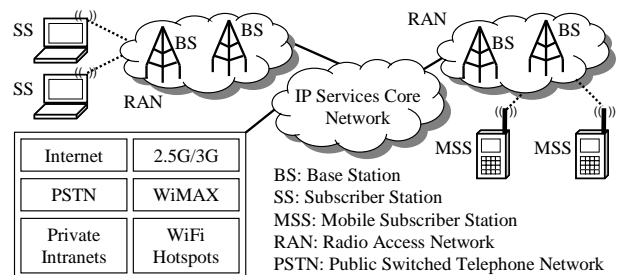 SS
BS
BS
RAN
BS
BS
SS
RAN
IP Services Core
Network
MSS
MSS
Internet
2.5G/3G
PSTN
WiMAX
Private
Intranets
WiFi
Hotspots
BS: Base Station
SS: Subscriber Station
MSS: Mobile Subscriber Station
RAN: Radio Access Network
PSTN: Public Switched Telephone Network